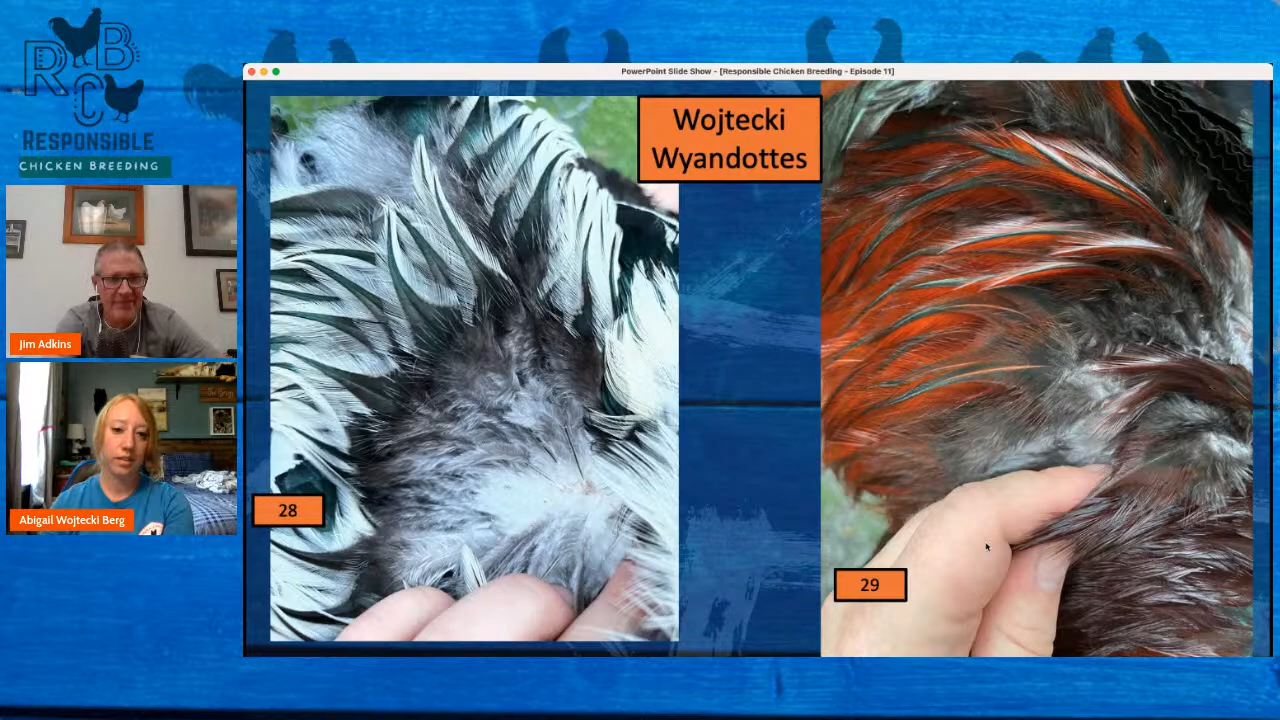 RBC
RESPONSIBLE
CHICKEN BREEDING
PowerPoint Slide Show - [Responsible Chicken Breeding - Episode 11]
Wojtecki
Wyandottes
Jim Adkins
Abigail Wojtecki Berg
28
29